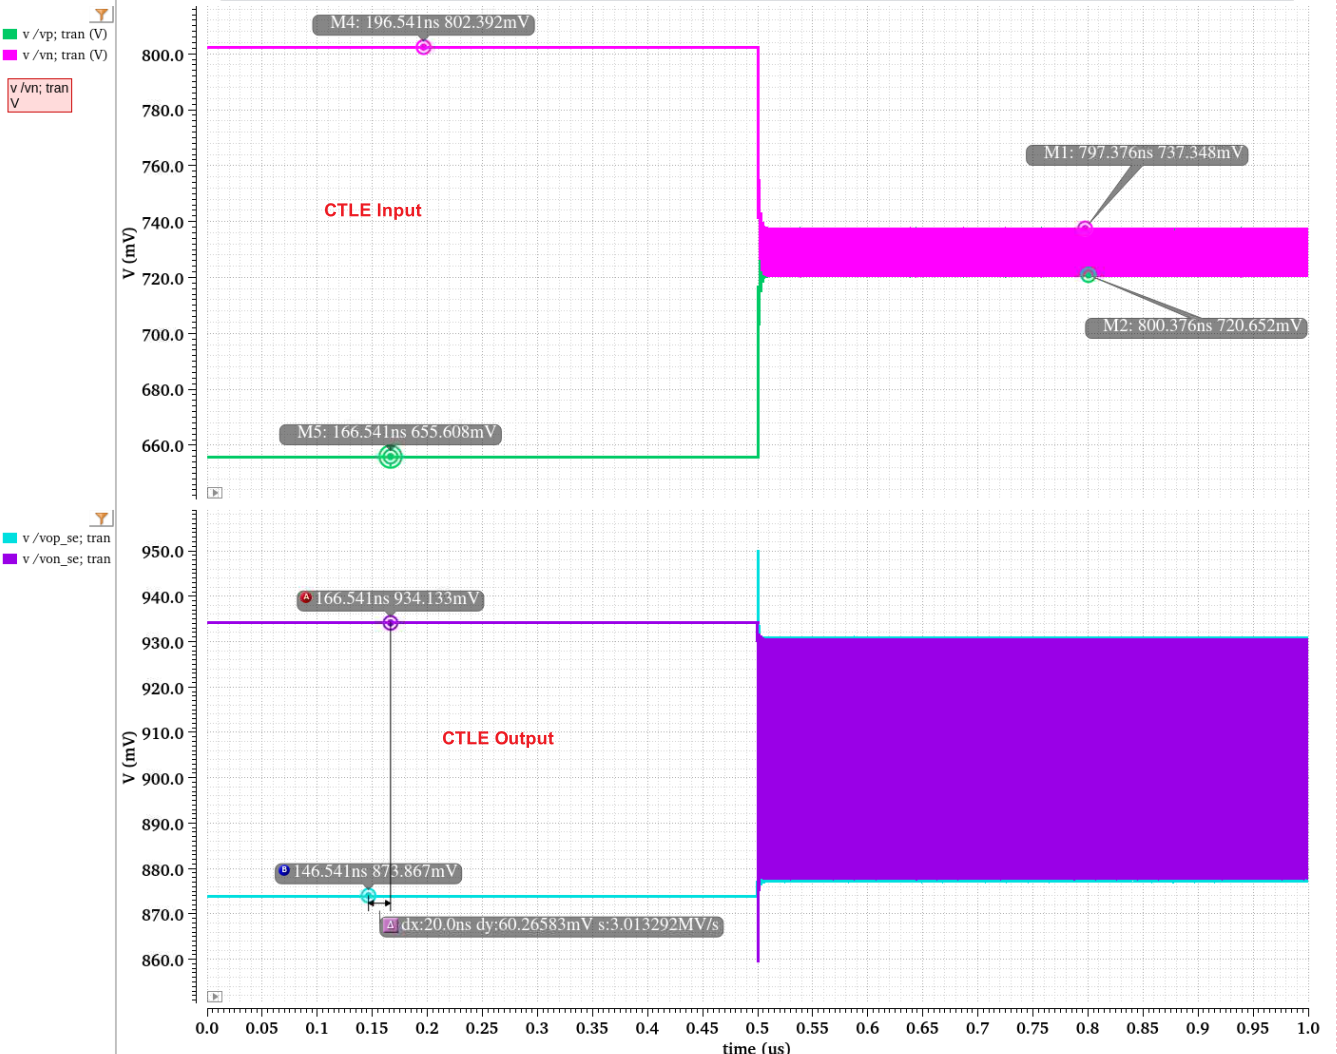 v /vp; tran (V)
v /vn; tran (V)
v /vn; tran
V
M4: 196.541ns 802.392mV
800.0
780.0
M1: 797.376ns 737.348mV
760.0
CTLE Input
740.0
V (mV)
720.0
M2: 800.376ns 720.652mV
700.0
680.0
M5: 166.541ns 655.608mV
660.0
v /vop_se; tran
v /von_se; tran
950.0
940.0
A 166.541ns 934.133mV
930.0
920.0
910.0
CTLE Output
V (mV)
900.0
890.0
880.0
B 146.541ns 873.867mV
870.0
dx:20.0ns dy:60.26583mV s:3.013292MV/s
860.0
0.0 0.05 0.1 0.15 0.2 0.25 0.3 0.35 0.4 0.45 0.5 0.55 0.6 0.65 0.7 0.75 0.8 0.85 0.9 0.95 1.0
time (us)